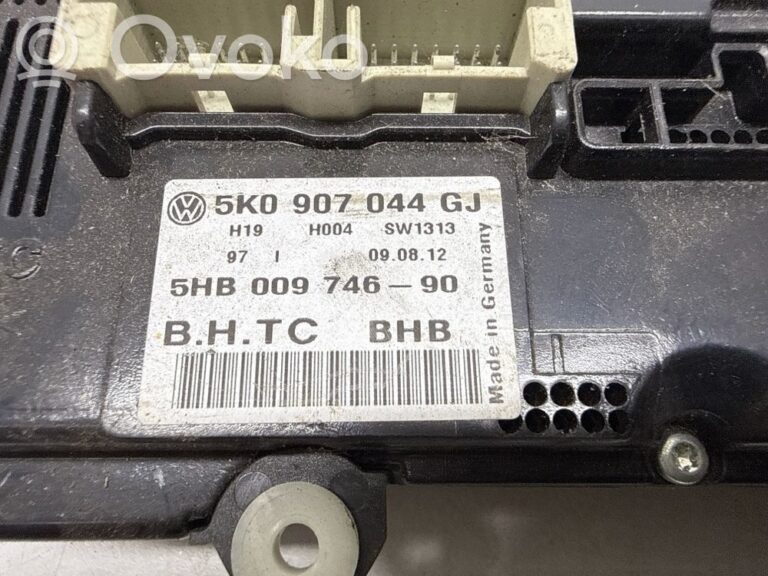 Ovoko
VW 5K0 907 044 GJ
H19 H004 SW1313
97 I 09.08.12
5HB 009 746-90
B.H.TC BHB
Made in Germany